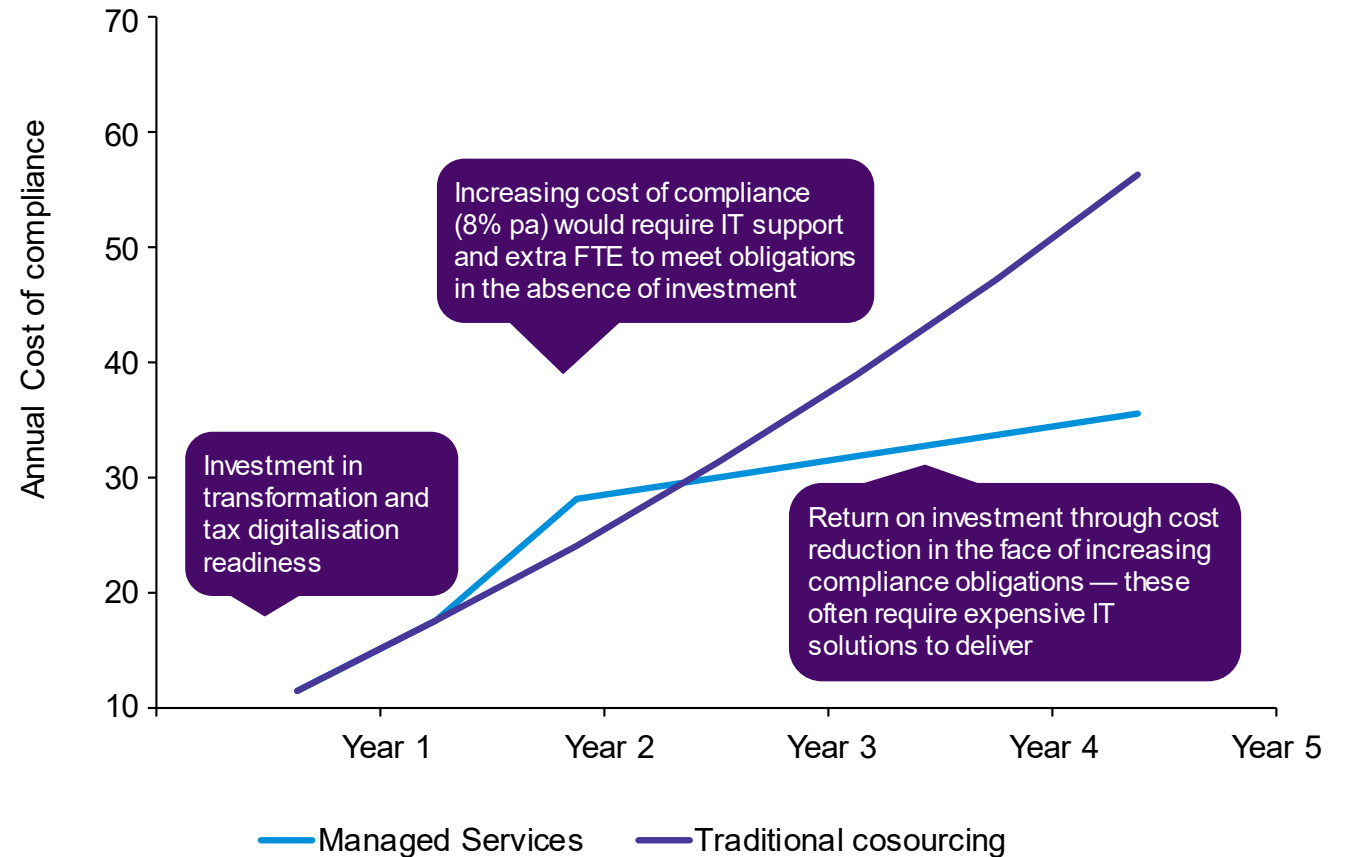 70
60
50
40
30
20
10
Annual Cost of compliance
Increasing cost of compliance
(8% pa) would require IT support
and extra FTE to meet obligations
in the absence of investment
Investment in
transformation and
tax digitalisation
readiness
Return on investment through cost
reduction in the face of increasing
compliance obligations — these
often require expensive IT
solutions to deliver
Year 1
Year 2
Year 3
Year 4
Year 5
Managed Services
Traditional cosourcing